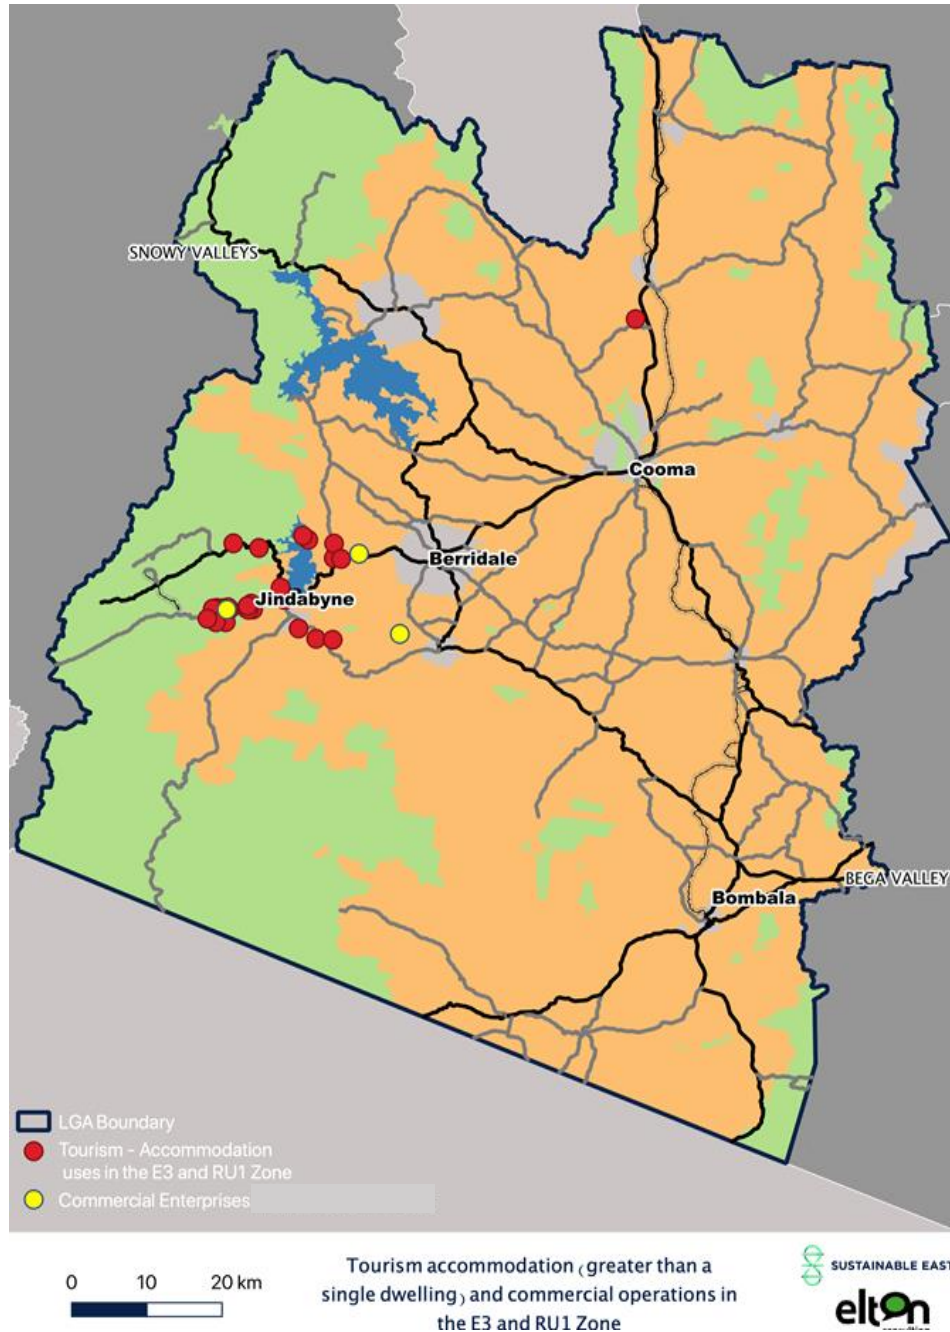 SNOWY VALLEYS
Cooma
Berridale
Jindabyne
BEGA VALLEY
Bombala
LGA Boundary
Tourism - Accommodation
uses in the E3 and RU1 Zone
Commercial Enterprises
0 10 20 km
Tourism accommodation (greater than a
single dwelling) and commercial operations in
the E3 and RU1 Zone
SUSTAINABLE EAST
elton
consulting